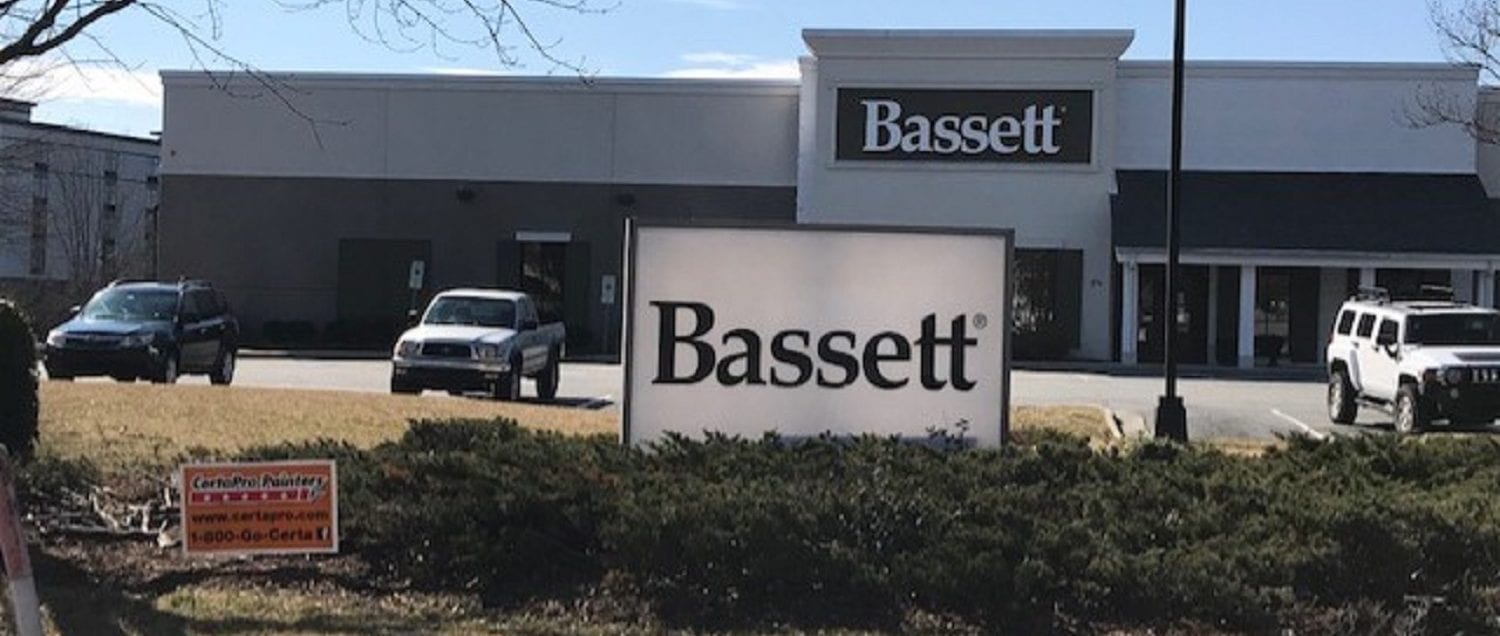 Bassett
Bassett®
CertaPro Painters
www.certapro.com
1-800-Go-Certa